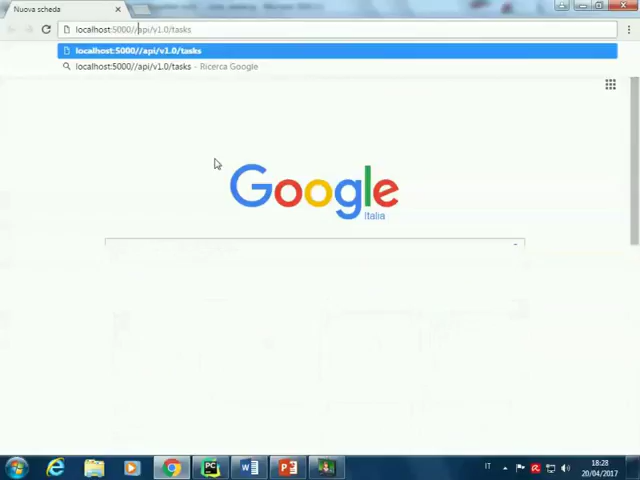 Nuova scheda
localhost:5000//api/v1.0/tasks
localhost:5000//api/v1.0/tasks
localhost:5000//api/v1.0/tasks - Ricerca Google
Google
Italia
IT
18:28
20/04/2017